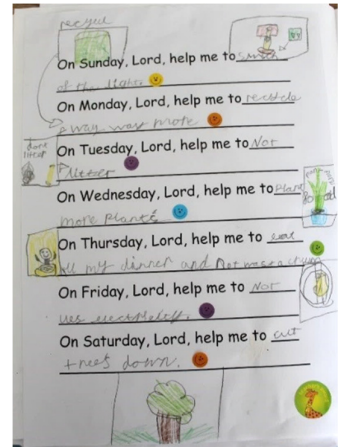 recycel
On Sunday, Lord, help me to switch
of the lights
On Monday, Lord, help me to recycle
way way more
On Tuesday, Lord, help me to Not
litter
On Wednesday, Lord, help me to Plant
more plants
On Thursday, Lord, help me to eat
all my dinner and Not
On Friday, Lord, help me to Not
On Saturday, Lord, help me to cut
trees down.